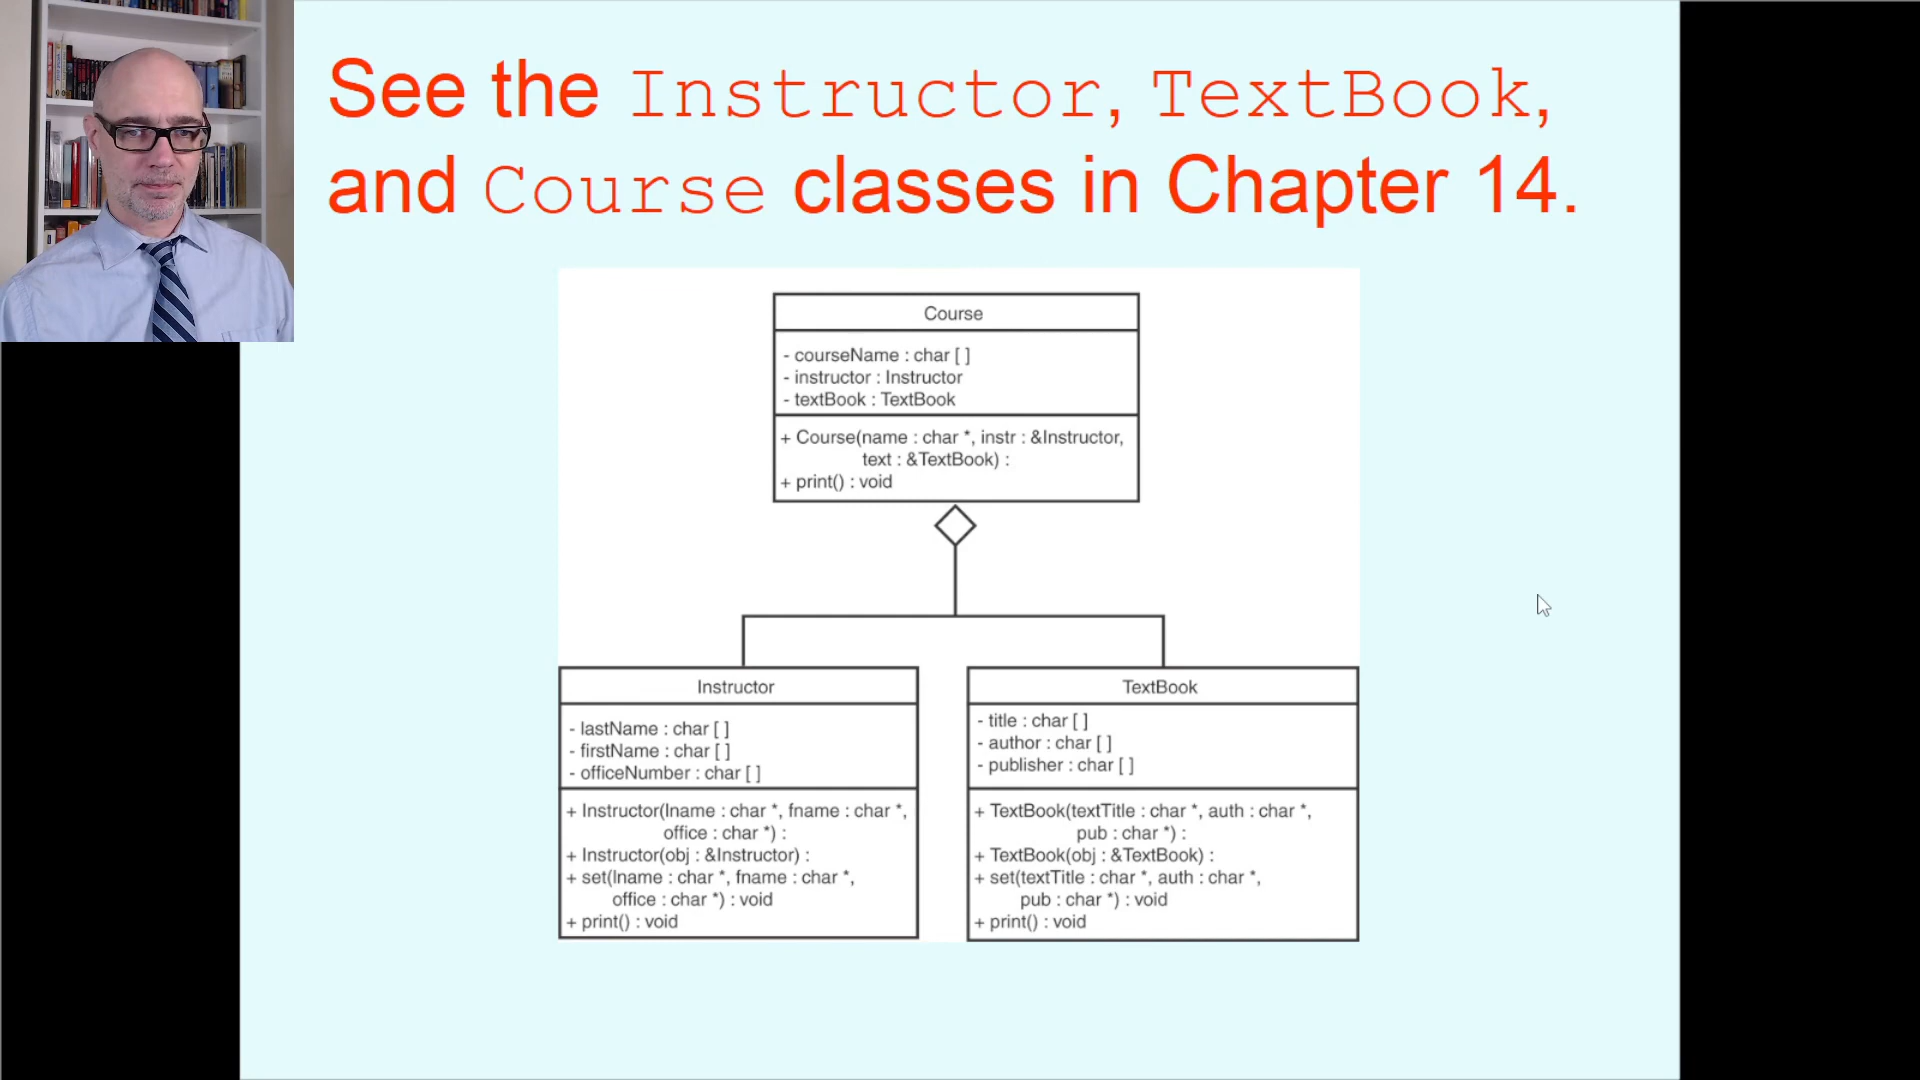 See the Instructor, TextBook,
and Course classes in Chapter 14.
Course
- courseName : char [ ]
- instructor : Instructor
- textBook : TextBook
+ Course(name : char *, instr : &Instructor,
text : &TextBook) :
+ print() : void
Instructor
- lastName : char [ ]
- firstName : char [ ]
- officeNumber : char [ ]
+ Instructor(lname : char *, fname : char *,
office : char *) :
+ Instructor(obj : &Instructor) :
+ set(lname : char *, fname : char *,
office : char *) : void
+ print() : void
TextBook
- title : char [ ]
- author : char [ ]
- publisher : char [ ]
+ TextBook(textTitle : char *, auth : char *,
pub : char *) :
+ TextBook(obj : &TextBook) :
+ set(textTitle : char *, auth : char *,
pub : char *) : void
+ print() : void